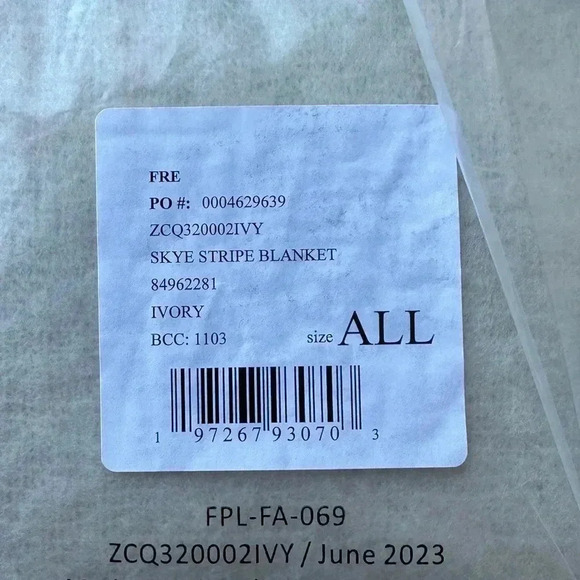 FRE
PO #: 0004629639
ZCQ320002IVY
SKYE STRIPE BLANKET
84962281
IVORY
BCC: 1103
size ALL
1 97267 93070 3
FPL-FA-069
ZCQ320002IVY / June 2023